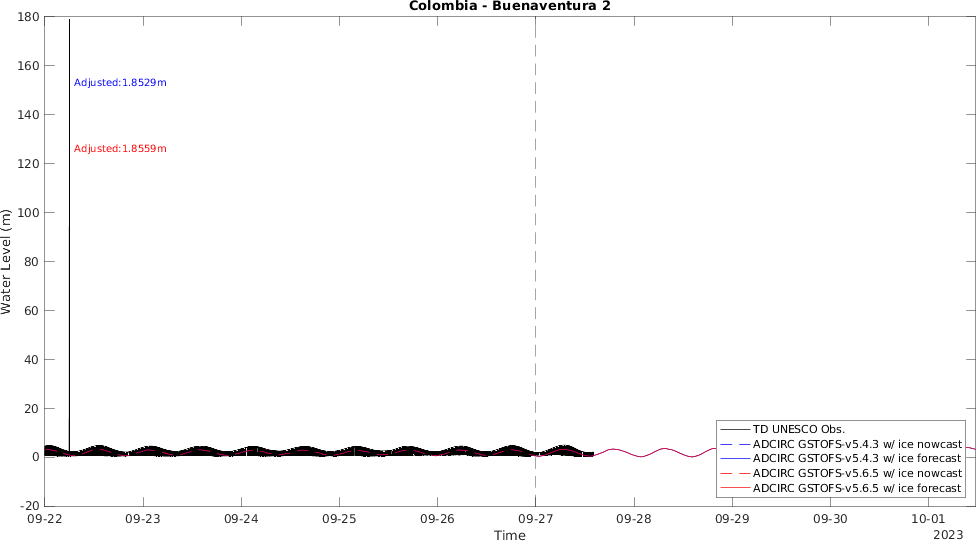 Colombia - Buenaventura 2
180
160
140
120
100
80
60
40
20
0
-20
Water Level (m)
Adjusted:1.8529m
Adjusted:1.8559m
TD UNESCO Obs.
ADCIRC GSTOFS-v5.4.3 w/ ice nowcast
ADCIRC GSTOFS-v5.4.3 w/ ice forecast
ADCIRC GSTOFS-v5.6.5 w/ ice nowcast
ADCIRC GSTOFS-v5.6.5 w/ ice forecast
09-22 09-23 09-24 09-25 09-26 09-27 09-28 09-29 09-30 10-01
Time
2023